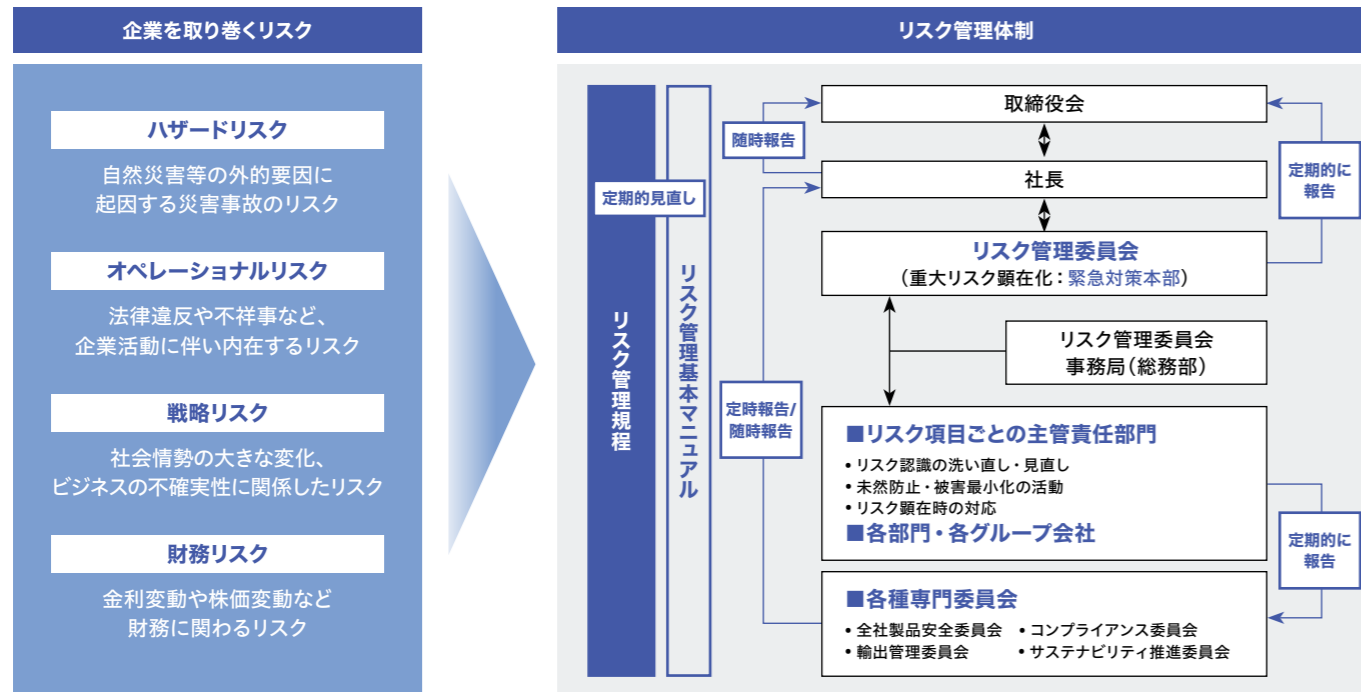 企業を取り巻くリスク
ハザードリスク
自然災害等の外的要因に
起因する災害事故のリスク
オペレーショナルリスク
法律違反や不祥事など、
企業活動に伴い内在するリスク
戦略リスク
社会情勢の大きな変化、
ビジネスの不確実性に関係したリスク
財務リスク
金利変動や株価変動など
財務に関わるリスク
リスク管理体制
リスク管理規程
リスク管理基本マニュアル
定期的見直し
取締役会
随時報告
社長
定期的に
報告
リスク管理委員会
（重大リスク顕在化：緊急対策本部）
リスク管理委員会
事務局（総務部）
定時報告/
随時報告
■リスク項目ごとの主管責任部門
• リスク認識の洗い直し・見直し
• 未然防止・被害最小化の活動
• リスク顕在時の対応
■各部門・各グループ会社
定期的に
報告
■各種専門委員会
• 全社製品安全委員会 • コンプライアンス委員会
• 輸出管理委員会 • サステナビリティ推進委員会